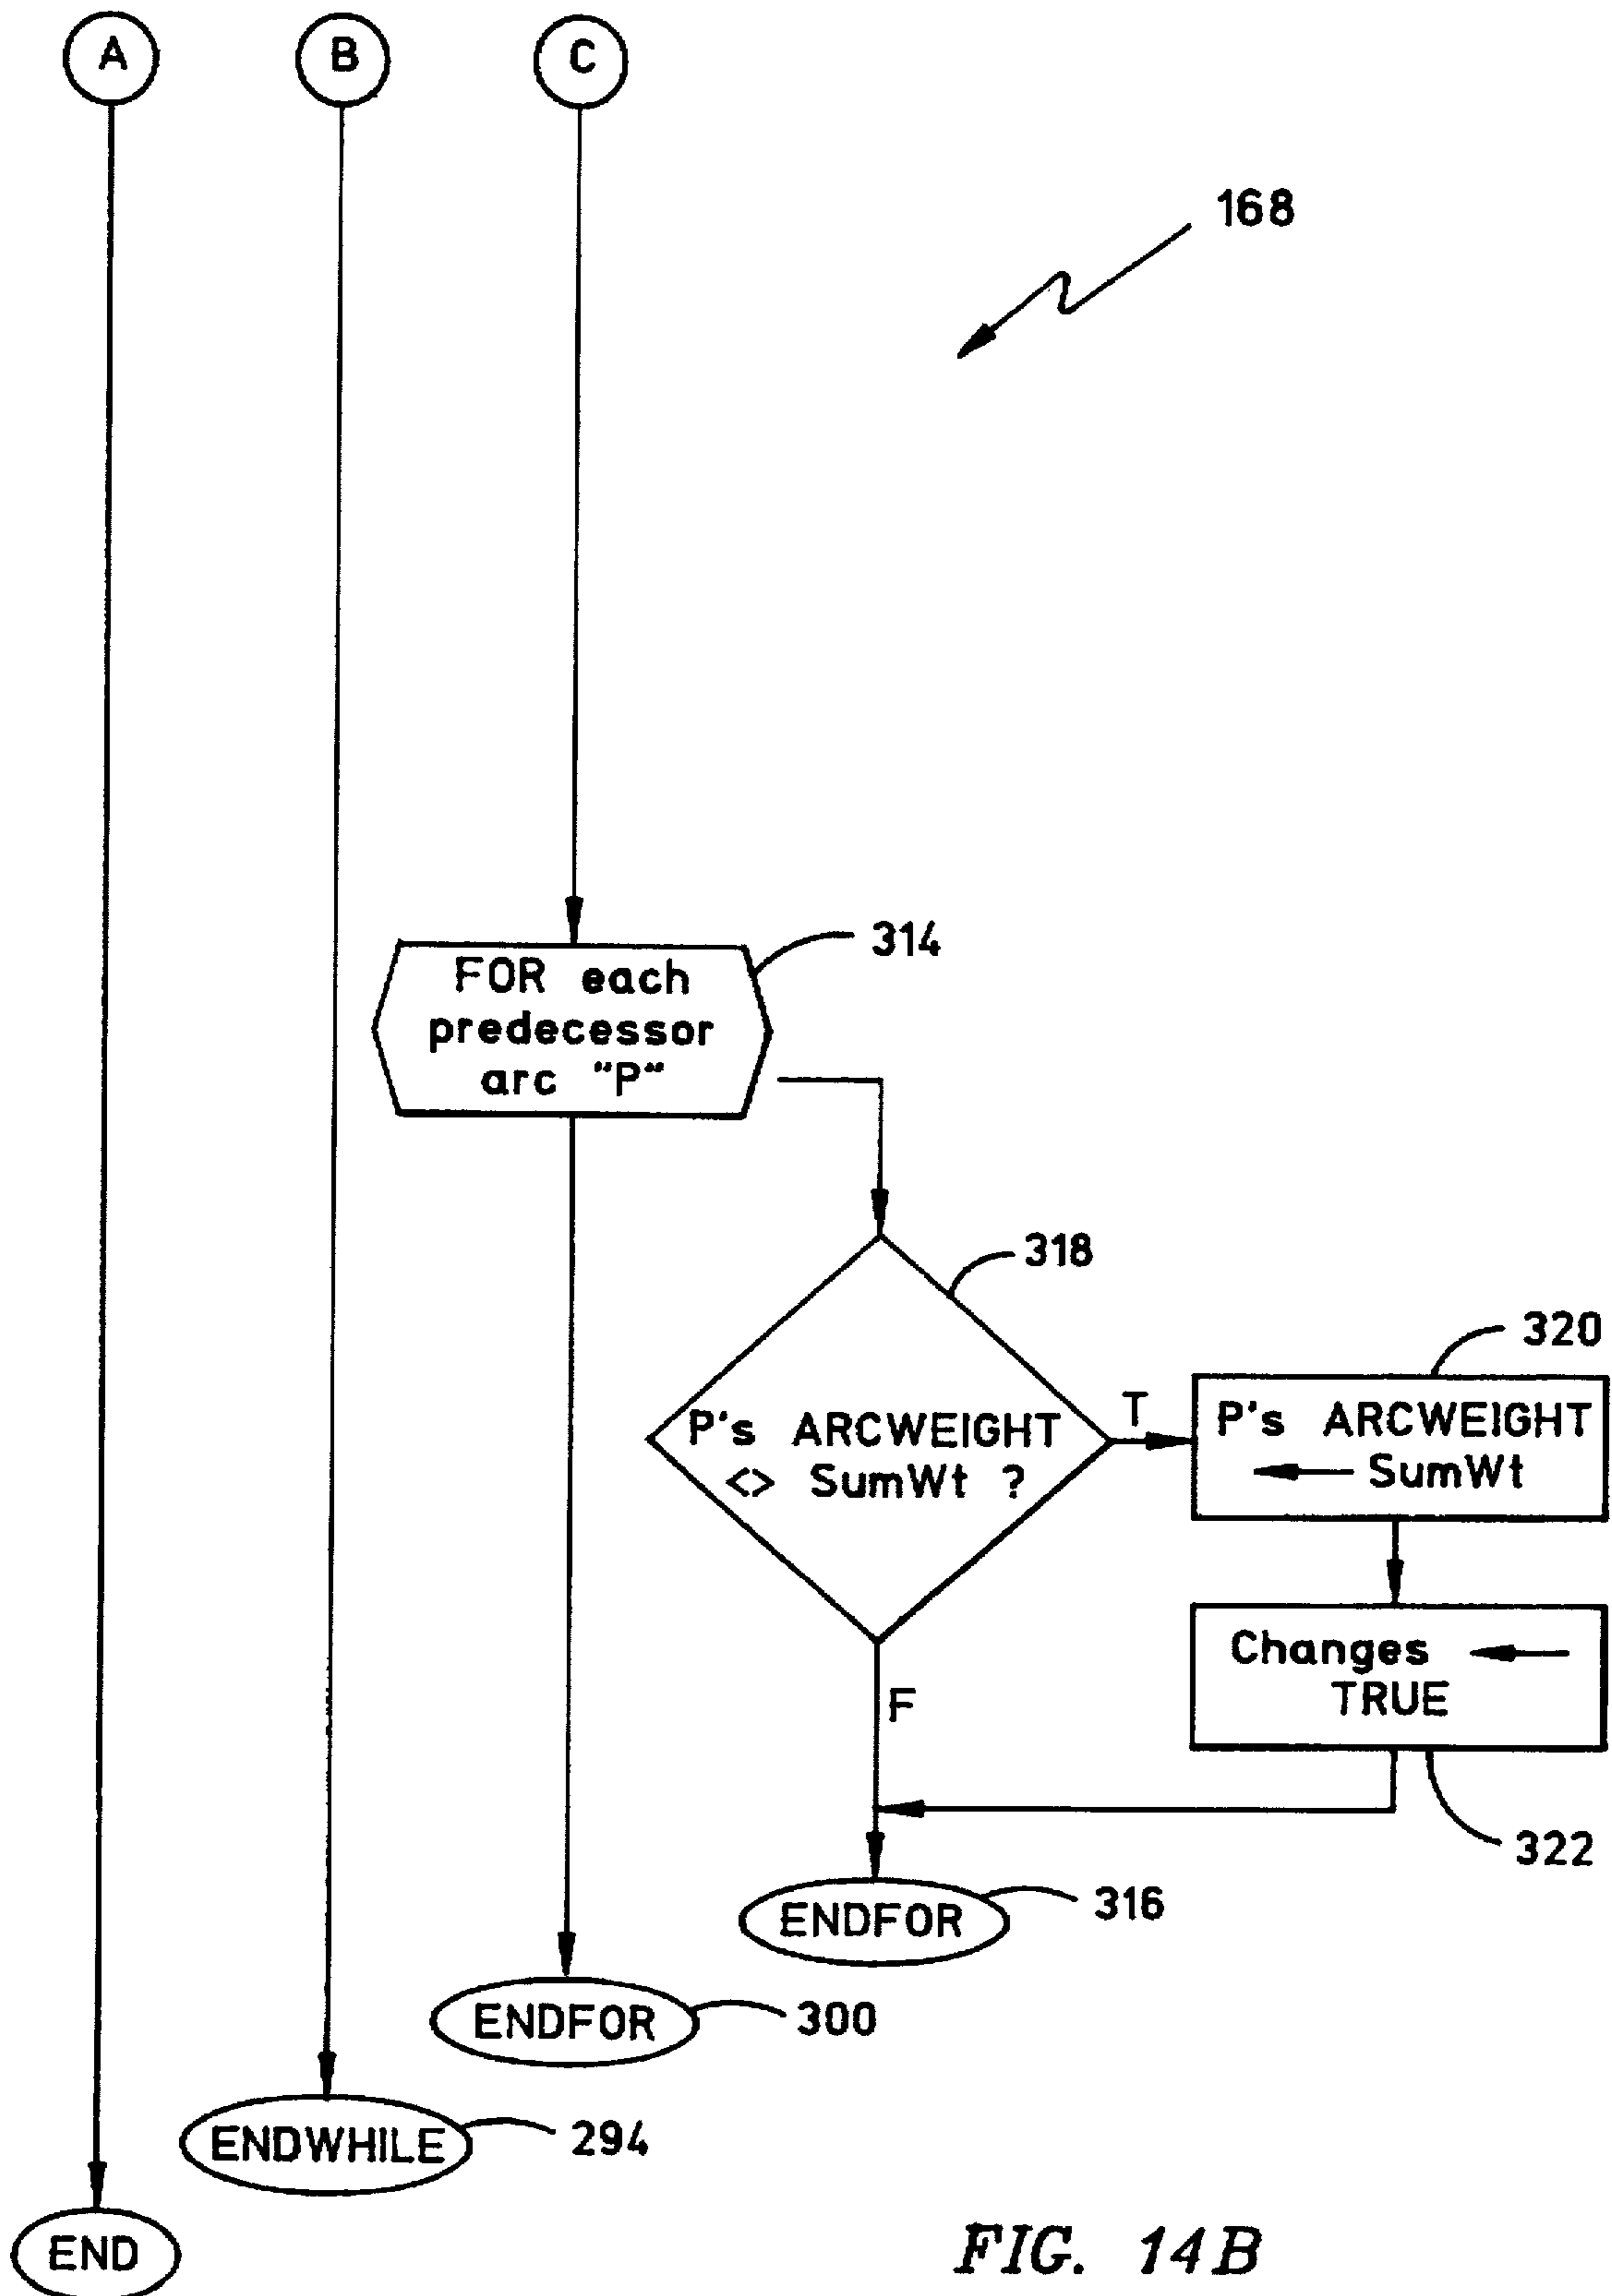 A
B
C
168
314
FOR each
predecessor
arc "P"
318
320
P's ARCWEIGHT
<> SumWt ?
T
P's ARCWEIGHT
← SumWt
Changes ←
TRUE
F
322
ENDFOR
316
ENDFOR
300
ENDWHILE
294
END
FIG. 14B